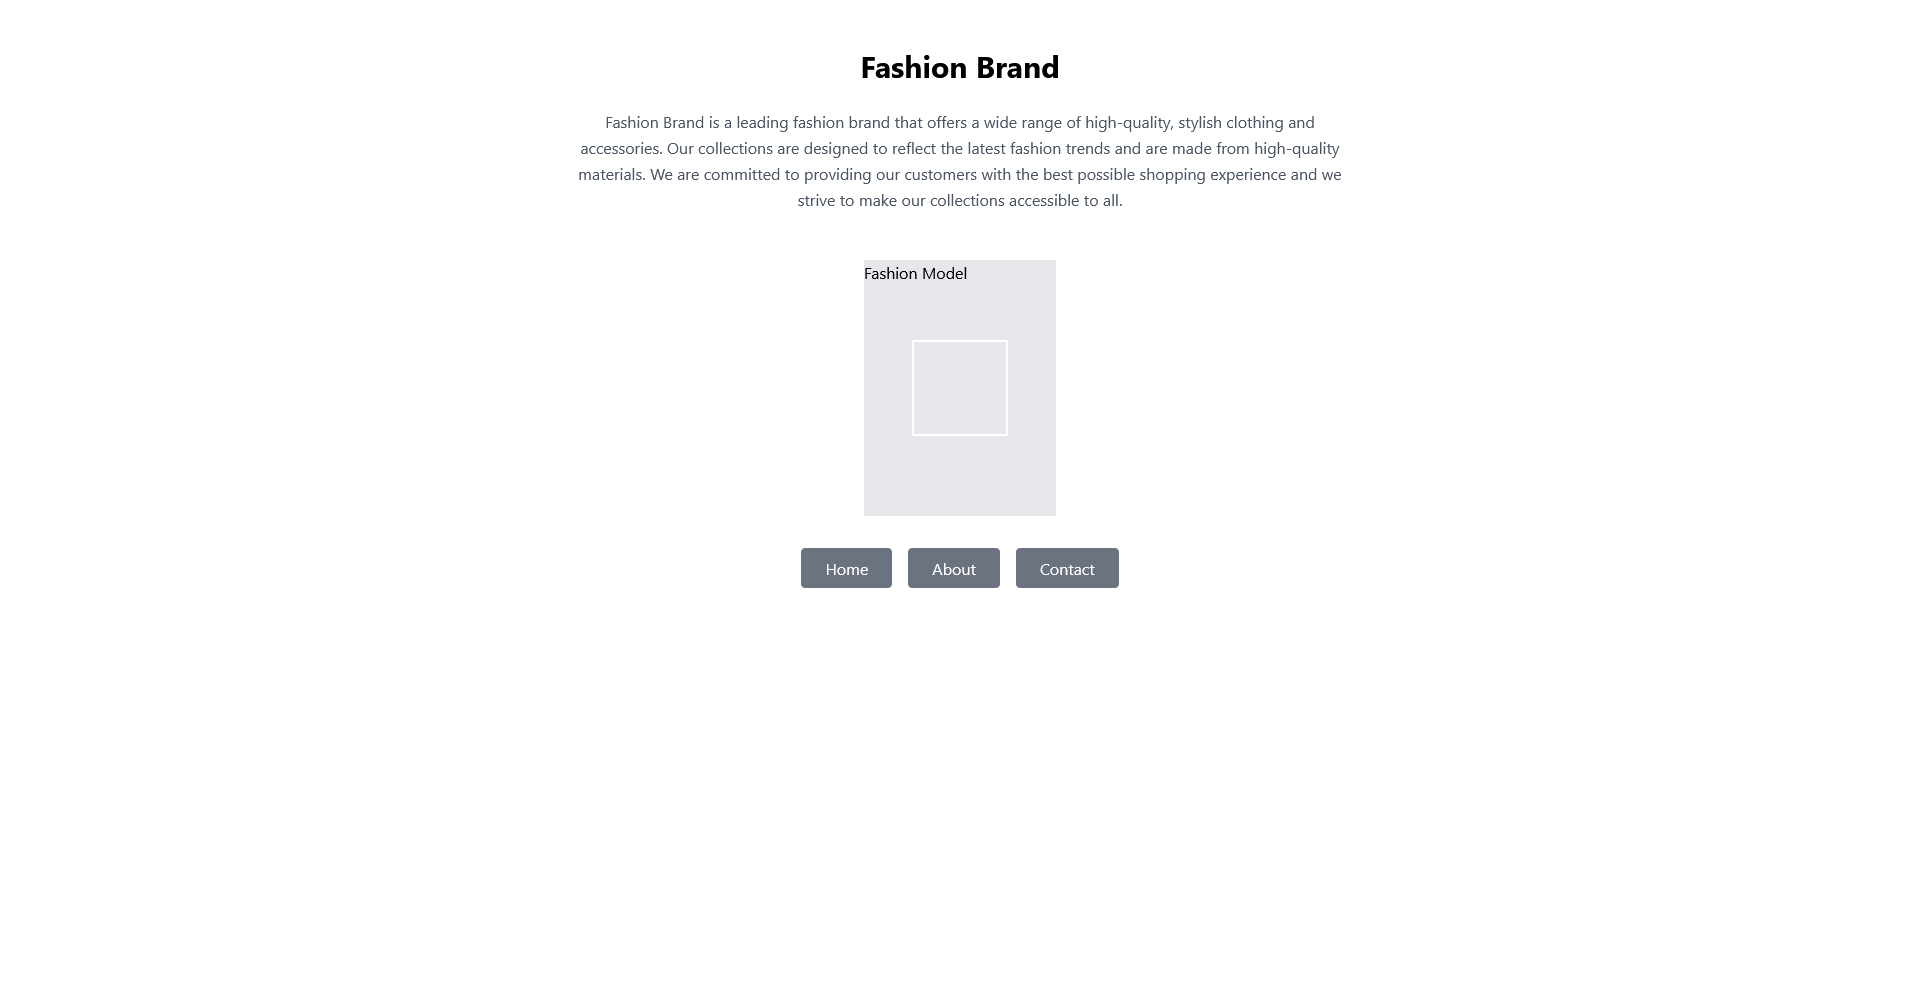 Fashion Brand
Fashion Brand is a leading fashion brand that offers a wide range of high-quality, stylish clothing and
accessories. Our collections are designed to reflect the latest fashion trends and are made from high-quality
materials. We are committed to providing our customers with the best possible shopping experience and we
strive to make our collections accessible to all.
Fashion Model
Home
About
Contact